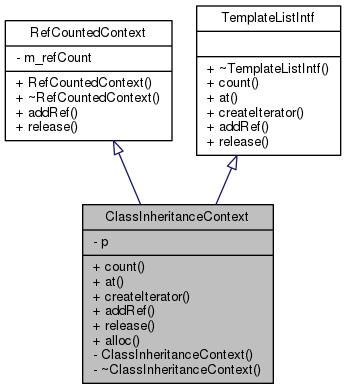 RefCountedContext
- m_refCount
+ RefCountedContext()
+ ~RefCountedContext()
+ addRef()
+ release()
TemplateListIntf
+ ~TemplateListIntf()
+ count()
+ at()
+ createIterator()
+ addRef()
+ release()
ClassInheritanceContext
- p
+ count()
+ at()
+ createIterator()
+ addRef()
+ release()
+ alloc()
- ClassInheritanceContext()
- ~ClassInheritanceContext()